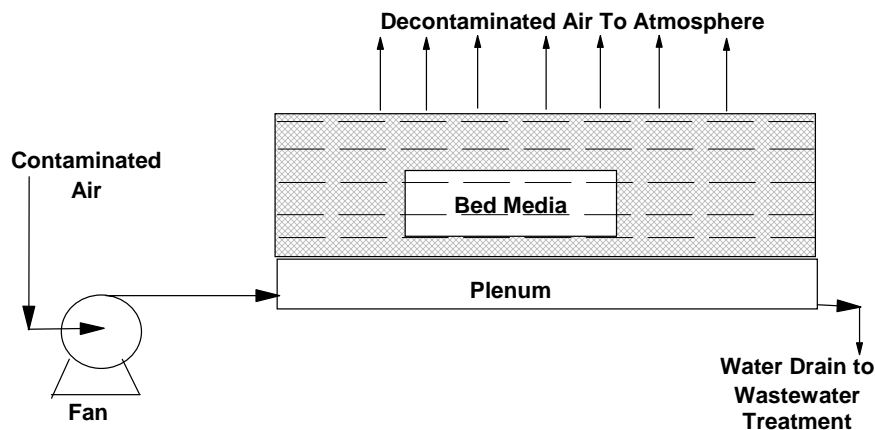 Decontaminated Air To Atmosphere
Contaminated
Air
Bed Media
Plenum
Fan
Water Drain to
Wastewater
Treatment